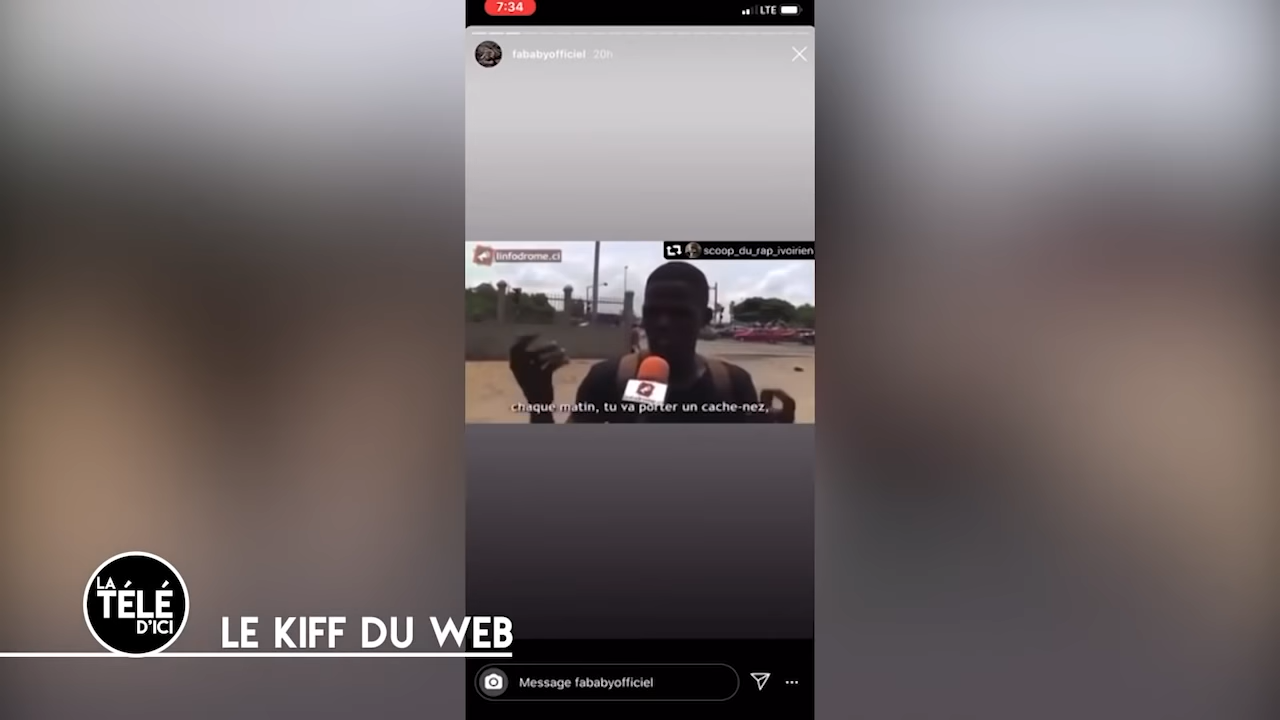 7:34
LTE
fababyofficiel 20h
linfodrome.ci
scoop_du_rap_ivoirien
chaque matin, tu va porter un cache-nez,
LA
TÉLÉ
D'ICI
LE KIFF DU WEB
Message fababyofficiel